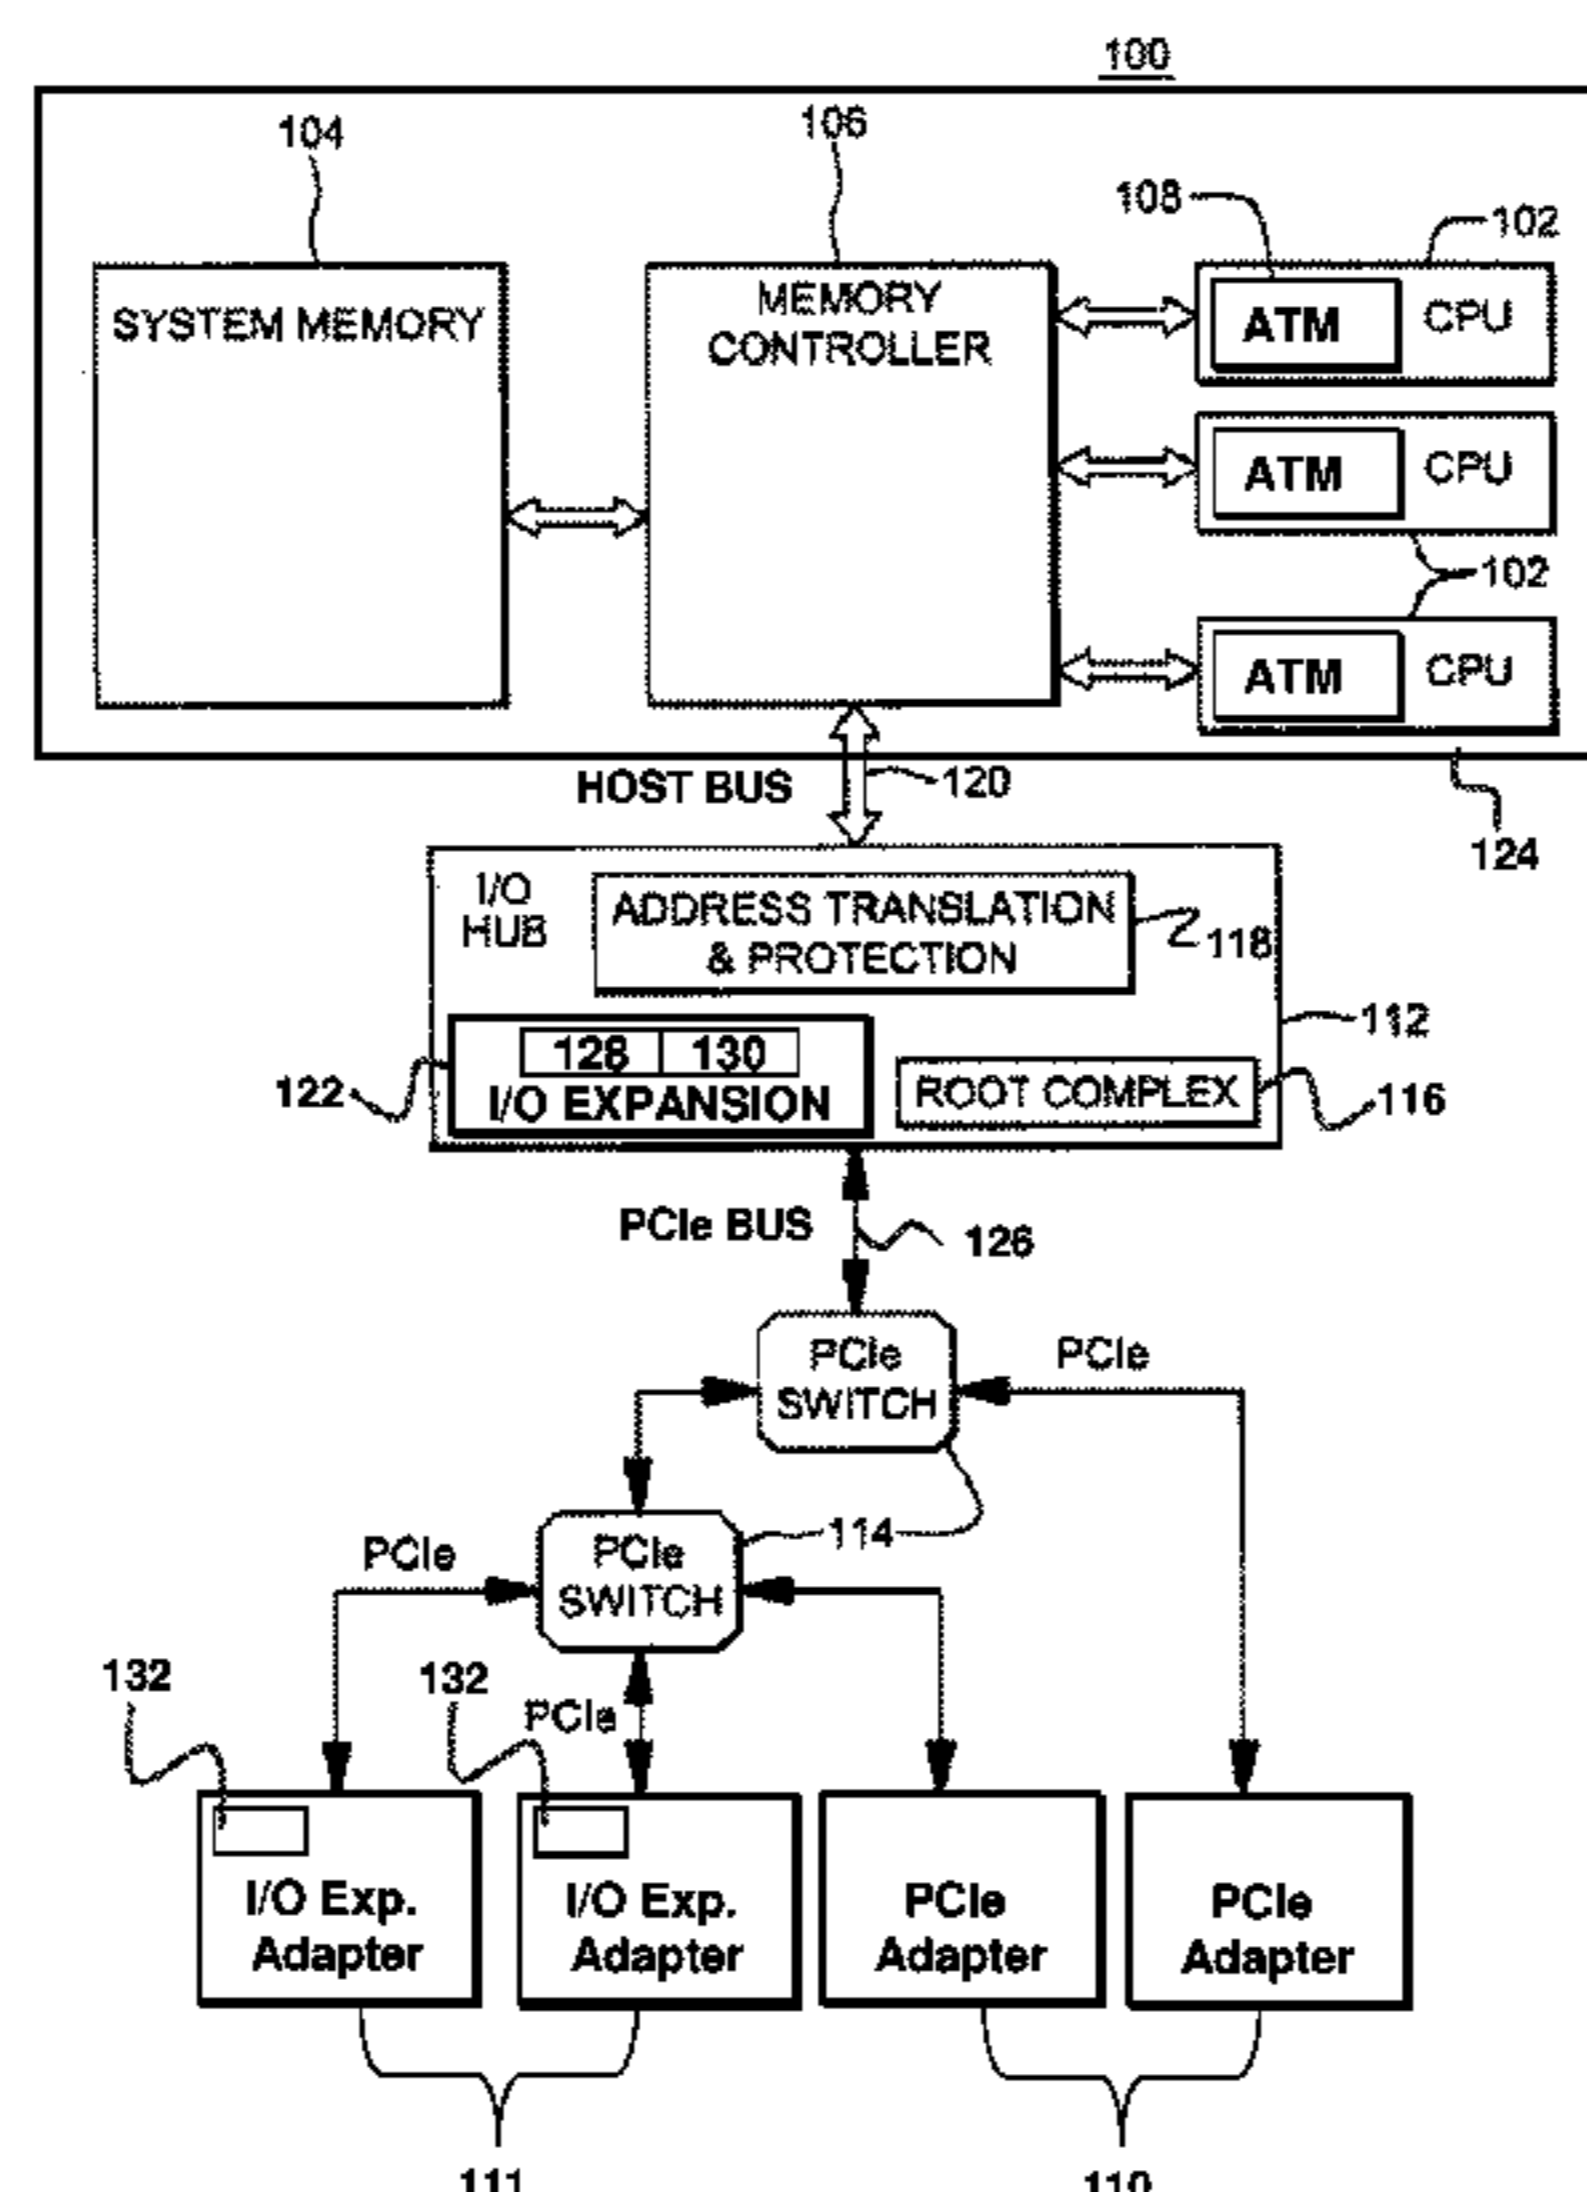 100
104
106
108
102
SYSTEM MEMORY
MEMORY
CONTROLLER
ATM
CPU
ATM
CPU
102
ATM
CPU
HOST BUS
120
124
I/O
HUB
ADDRESS TRANSLATION
& PROTECTION
118
112
128
130
122
I/O EXPANSION
ROOT COMPLEX
116
PCIe BUS
126
PCIe
SWITCH
PCIe
114
PCIe
PCIe
SWITCH
132
132
PCIe
I/O Exp.
Adapter
I/O Exp.
Adapter
PCIe
Adapter
PCIe
Adapter
111
110